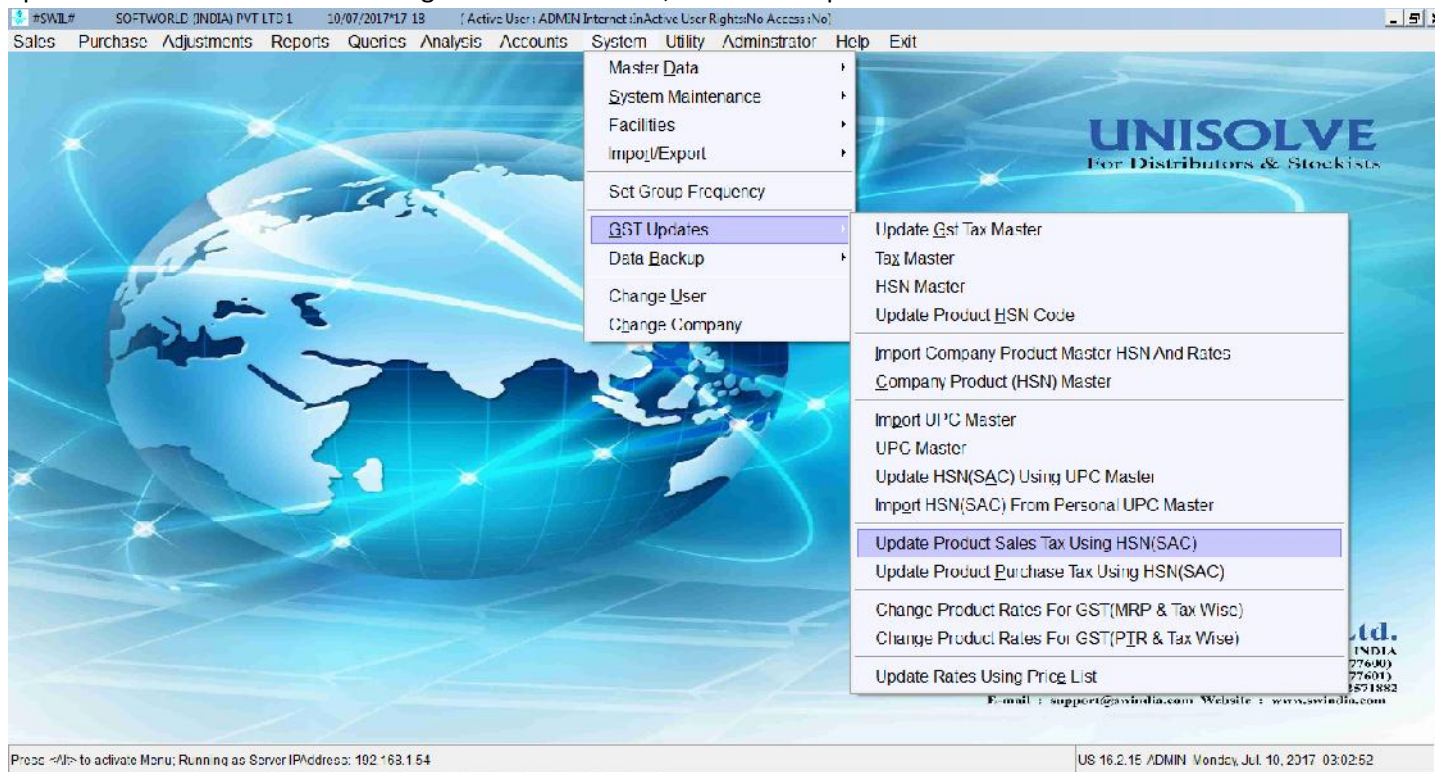 #SWIL# SOFTWORLD (INDIA) PVT LTD 1 10/07/2017*17 18 ( Active User : ADMIN Internet :InActive User Rights:No Access :No)
Sales Purchase Adjustments Reports Queries Analysis Accounts System Utility Adminstrator Help Exit
Master Data
System Maintenance
Facilities
Import/Export
Set Group Frequency
GST Updates
Data Backup
Change User
Change Company
UNISOLVE
For Distributors & Stockists
Update Gst Tax Master
Tax Master
HSN Master
Update Product HSN Code
Import Company Product Master HSN And Rates
Company Product (HSN) Master
Import UPC Master
UPC Master
Update HSN(SAC) Using UPC Master
Import HSN(SAC) From Personal UPC Master
Update Product Sales Tax Using HSN(SAC)
Update Product Purchase Tax Using HSN(SAC)
Change Product Rates For GST(MRP & Tax Wise)
Change Product Rates For GST(PTR & Tax Wise)
Update Rates Using Price List
Ltd.
INDIA
77600)
77601)
3571882
E-mail : support@swindia.com Website : www.swindia.com
Press <Alt> to activate Menu; Running as Server IPAddress: 192.168.1.54
US 16.2.15 ADMIN Monday, Jul. 10, 2017 03:02:52